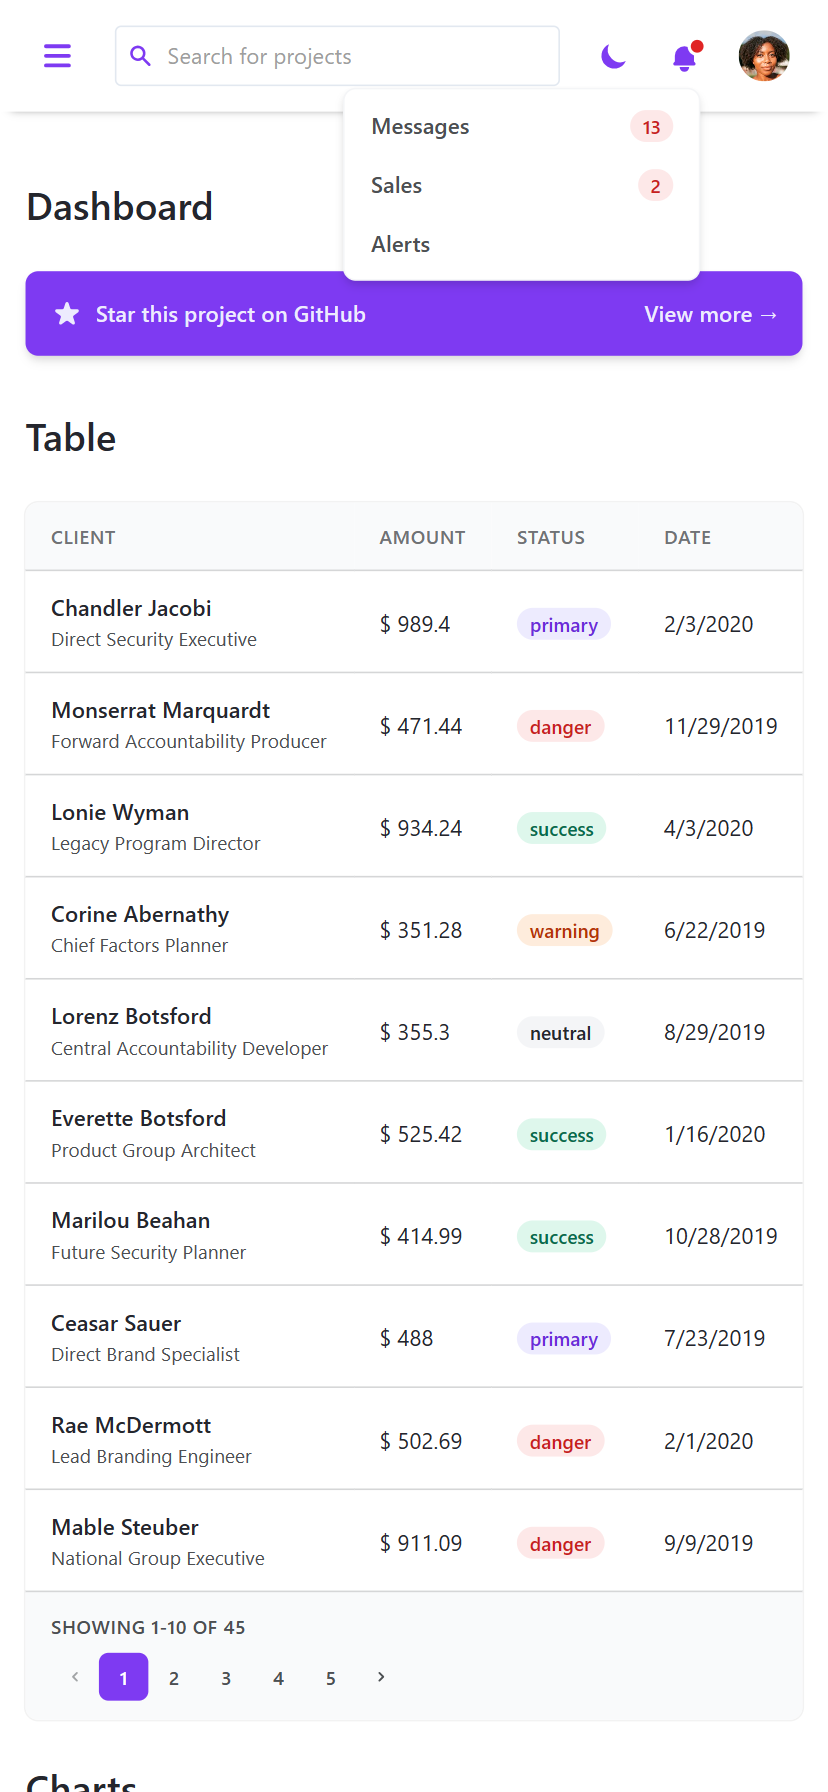 Search for projects
Messages 13
Sales 2
Alerts
Dashboard
Star this project on GitHub View more →
Table
CLIENT AMOUNT STATUS DATE
Chandler Jacobi
Direct Security Executive
$ 989.4 primary 2/3/2020
Monserrat Marquardt
Forward Accountability Producer
$ 471.44 danger 11/29/2019
Lonie Wyman
Legacy Program Director
$ 934.24 success 4/3/2020
Corine Abernathy
Chief Factors Planner
$ 351.28 warning 6/22/2019
Lorenz Botsford
Central Accountability Developer
$ 355.3 neutral 8/29/2019
Everette Botsford
Product Group Architect
$ 525.42 success 1/16/2020
Marilou Beahan
Future Security Planner
$ 414.99 success 10/28/2019
Ceasar Sauer
Direct Brand Specialist
$ 488 primary 7/23/2019
Rae McDermott
Lead Branding Engineer
$ 502.69 danger 2/1/2020
Mable Steuber
National Group Executive
$ 911.09 danger 9/9/2019
SHOWING 1-10 OF 45
1 2 3 4 5
Charts